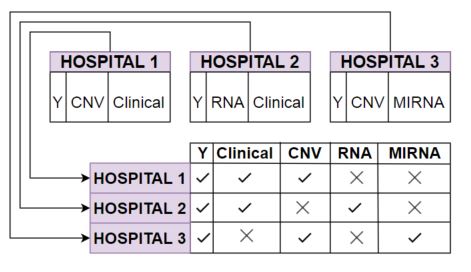 HOSPITAL 1 HOSPITAL 2 HOSPITAL 3
Y CNV Clinical Y RNA Clinical Y CNV MIRNA
Y Clinical CNV RNA MIRNA
HOSPITAL 1 ✓ ✓ ✓ ✕ ✕
HOSPITAL 2 ✓ ✓ ✕ ✓ ✕
HOSPITAL 3 ✓ ✕ ✓ ✕ ✓